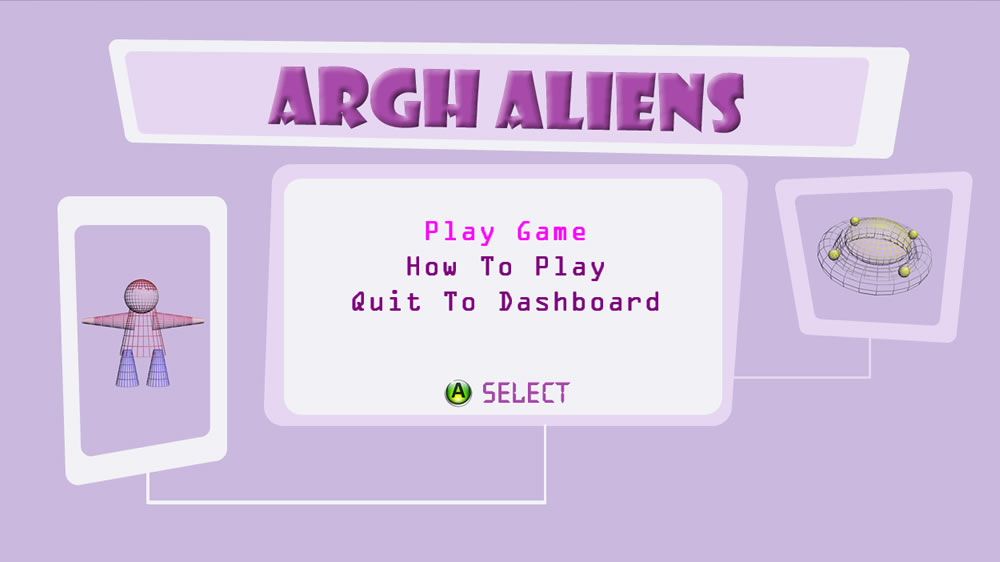 ARGH ALIENS
Play Game
How To Play
Quit To Dashboard
A SELECT